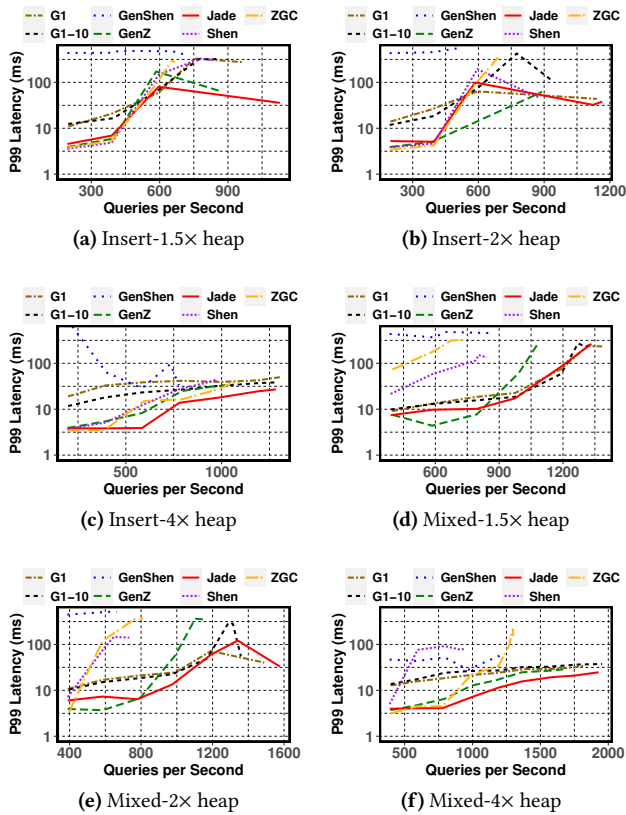 G1 GenShen Jade ZGC
G1−10 GenZ Shen
P99 Latency (ms)
100
10
1
300 600 900
Queries per Second
(a) Insert-1.5× heap
G1 GenShen Jade ZGC
G1−10 GenZ Shen
P99 Latency (ms)
100
10
1
300 600 900 1200
Queries per Second
(b) Insert-2× heap
G1 GenShen Jade ZGC
G1−10 GenZ Shen
P99 Latency (ms)
100
10
1
500 1000
Queries per Second
(c) Insert-4× heap
G1 GenShen Jade ZGC
G1−10 GenZ Shen
P99 Latency (ms)
100
10
1
600 900 1200
Queries per Second
(d) Mixed-1.5× heap
G1 GenShen Jade ZGC
G1−10 GenZ Shen
P99 Latency (ms)
100
10
1
400 800 1200 1600
Queries per Second
(e) Mixed-2× heap
G1 GenShen Jade ZGC
G1−10 GenZ Shen
P99 Latency (ms)
100
10
1
500 1000 1500 2000
Queries per Second
(f) Mixed-4× heap